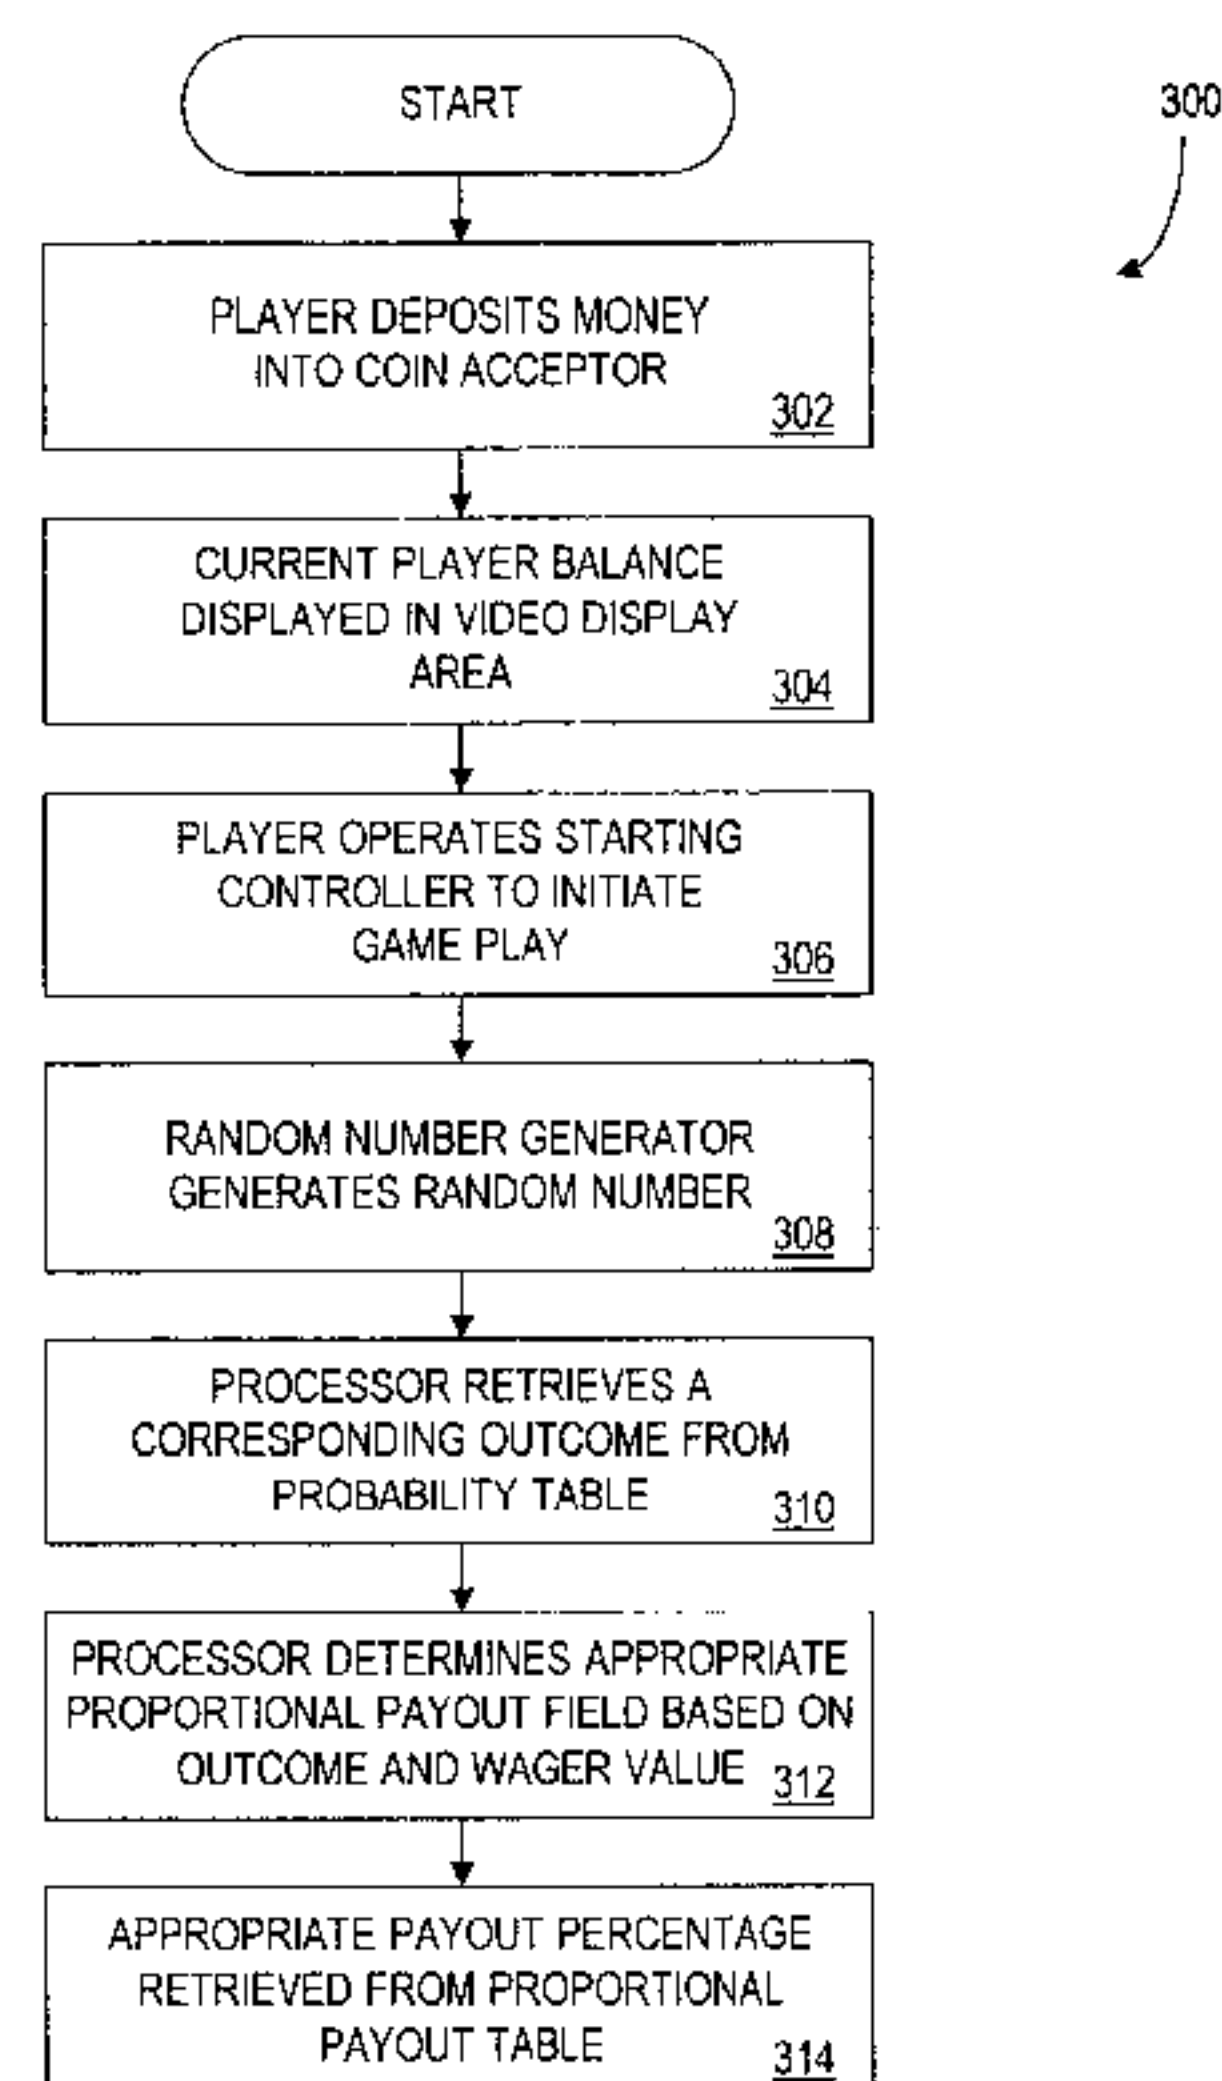 START
300
PLAYER DEPOSITS MONEY
INTO COIN ACCEPTOR
302
CURRENT PLAYER BALANCE
DISPLAYED IN VIDEO DISPLAY
AREA
304
PLAYER OPERATES STARTING
CONTROLLER TO INITIATE
GAME PLAY
306
RANDOM NUMBER GENERATOR
GENERATES RANDOM NUMBER
308
PROCESSOR RETRIEVES A
CORRESPONDING OUTCOME FROM
PROBABILITY TABLE
310
PROCESSOR DETERMINES APPROPRIATE
PROPORTIONAL PAYOUT FIELD BASED ON
OUTCOME AND WAGER VALUE
312
APPROPRIATE PAYOUT PERCENTAGE
RETRIEVED FROM PROPORTIONAL
PAYOUT TABLE
314